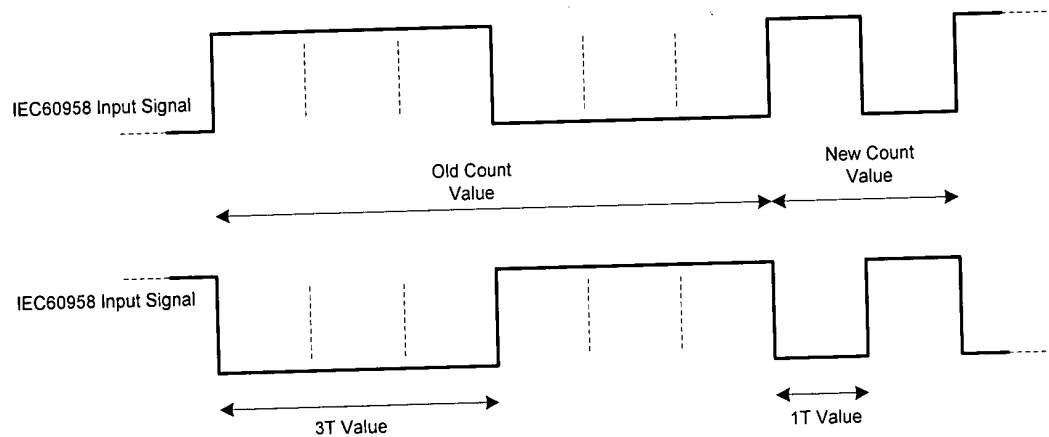 IEC60958 Input Signal
Old Count
Value
New Count
Value
IEC60958 Input Signal
3T Value
1T Value